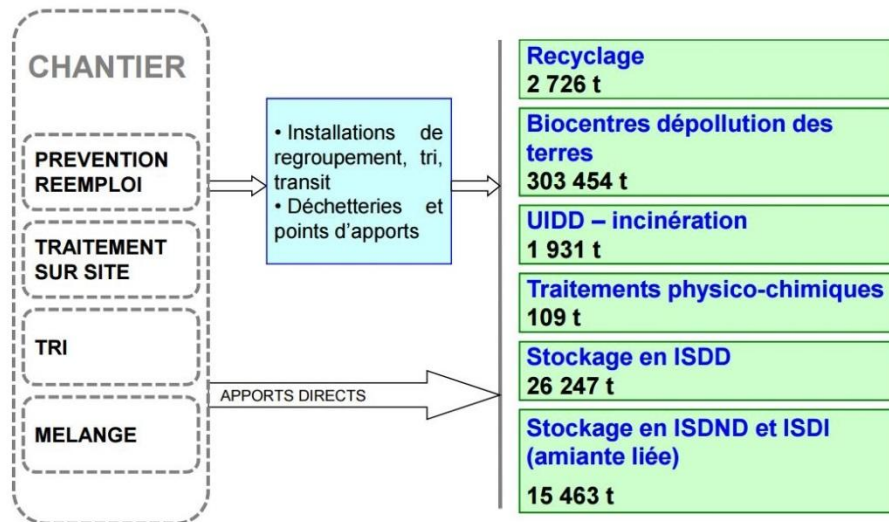 CHANTIER
PREVENTION
REEMPLOI
TRAITEMENT
SUR SITE
TRI
MELANGE
• Installations de
regroupement, tri,
transit
• Déchetteries et
points d'apports
APPORTS DIRECTS
Recyclage
2 726 t
Biocentres dépollution des
terres
303 454 t
UIDD – incinération
1 931 t
Traitements physico-chimiques
109 t
Stockage en ISDD
26 247 t
Stockage en ISDND et ISDI
(amiante liée)
15 463 t